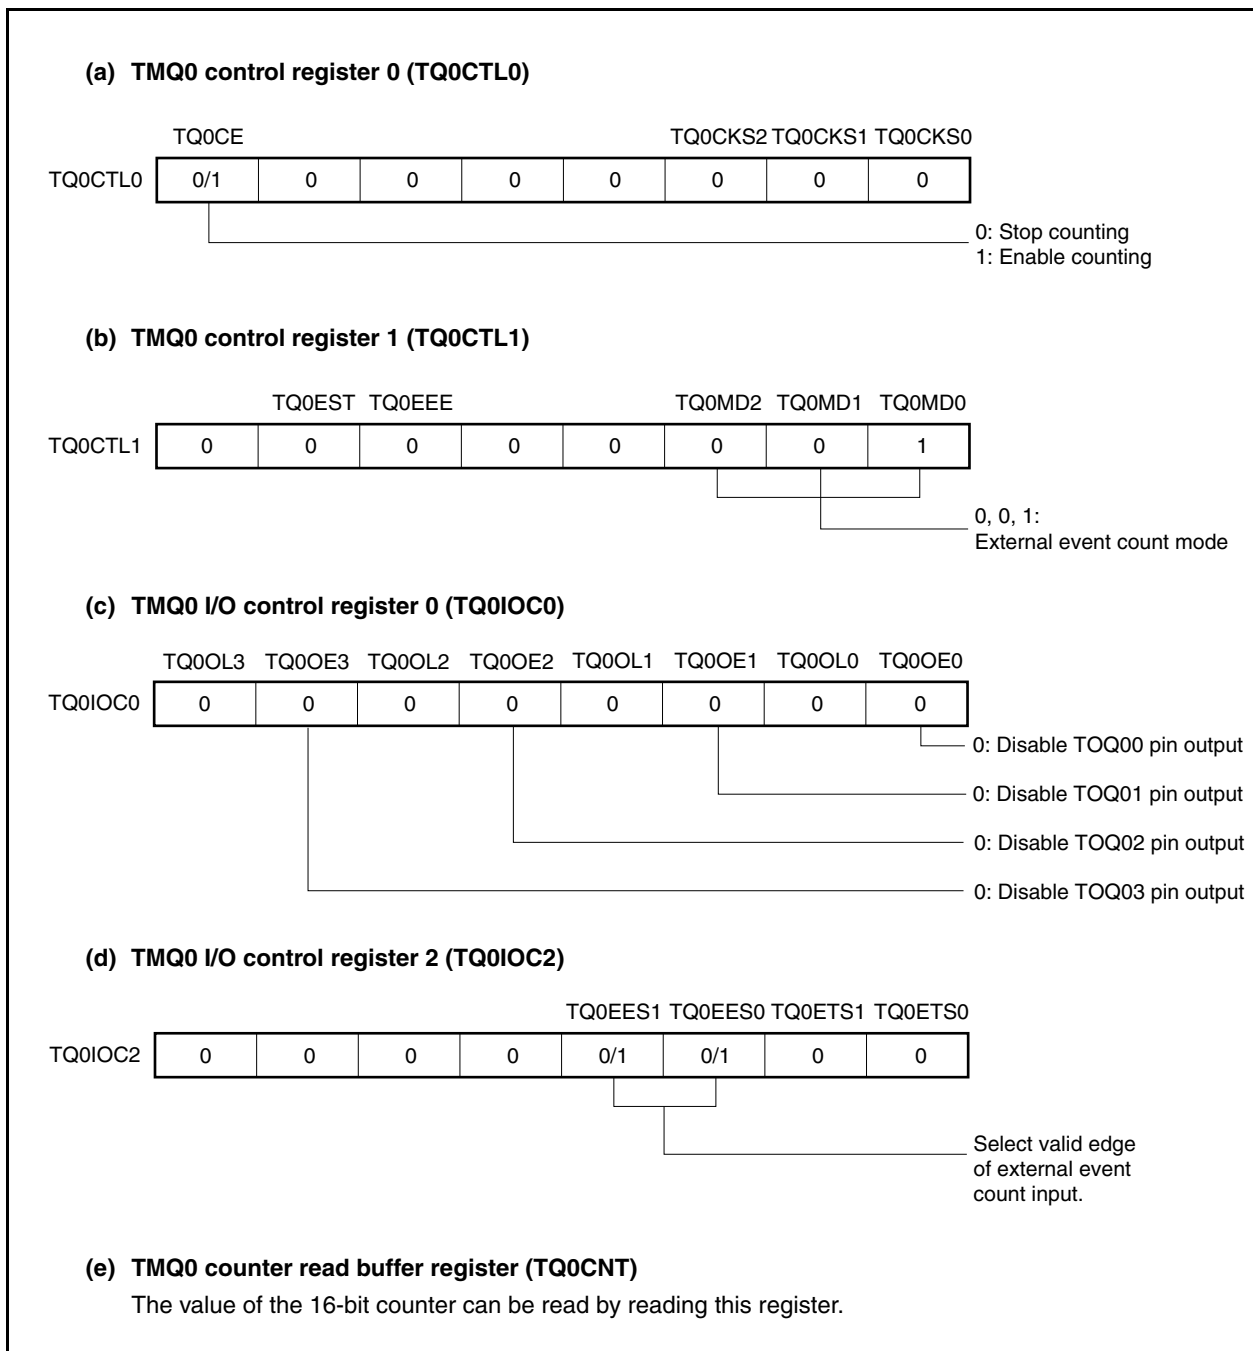 (a) TMQ0 control register 0 (TQ0CTL0)
TQ0CE TQ0CKS2 TQ0CKS1 TQ0CKS0
TQ0CTL0 0/1 0 0 0 0 0 0 0
0: Stop counting
1: Enable counting
(b) TMQ0 control register 1 (TQ0CTL1)
TQ0EST TQ0EEE TQ0MD2 TQ0MD1 TQ0MD0
TQ0CTL1 0 0 0 0 0 0 0 1
0, 0, 1:
External event count mode
(c) TMQ0 I/O control register 0 (TQ0IOC0)
TQ0OL3 TQ0OE3 TQ0OL2 TQ0OE2 TQ0OL1 TQ0OE1 TQ0OL0 TQ0OE0
TQ0IOC0 0 0 0 0 0 0 0 0
0: Disable TOQ00 pin output
0: Disable TOQ01 pin output
0: Disable TOQ02 pin output
0: Disable TOQ03 pin output
(d) TMQ0 I/O control register 2 (TQ0IOC2)
TQ0EES1 TQ0EES0 TQ0ETS1 TQ0ETS0
TQ0IOC2 0 0 0 0 0/1 0/1 0 0
Select valid edge
of external event
count input.
(e) TMQ0 counter read buffer register (TQ0CNT)
The value of the 16-bit counter can be read by reading this register.